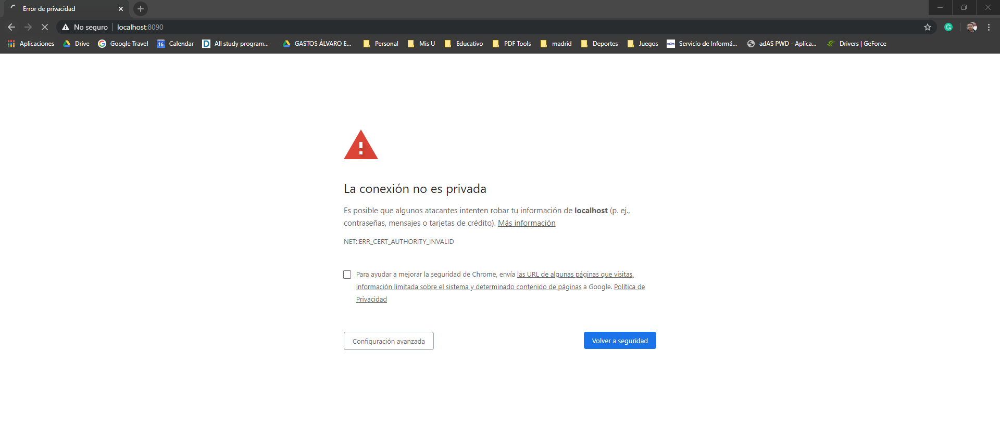 Error de privacidad
No seguro localhost:8090
Aplicaciones Drive Google Travel 16 Calendar D All study program... GASTOS ÁLVARO E... Personal Mis U Educativo PDF Tools madrid Deportes Juegos uc3m Servicio de Informá... adAS PWD - Aplica... Drivers | GeForce
La conexión no es privada
Es posible que algunos atacantes intenten robar tu información de localhost (p. ej.,
contraseñas, mensajes o tarjetas de crédito). Más información
NET::ERR_CERT_AUTHORITY_INVALID
Para ayudar a mejorar la seguridad de Chrome, envía las URL de algunas páginas que visitas,
información limitada sobre el sistema y determinado contenido de páginas a Google. Política de
Privacidad
Configuración avanzada Volver a seguridad